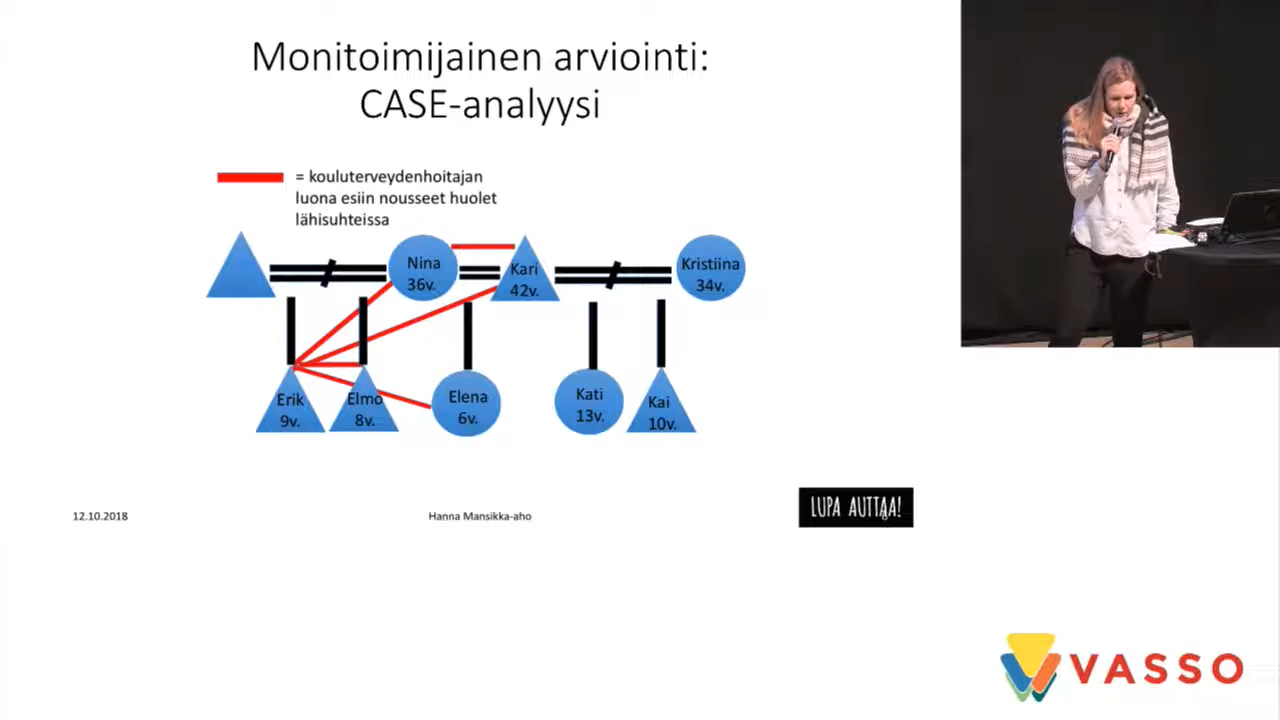 Monitoimijainen arviointi:
CASE-analyysi
= kouluterveydenhoitajan
luona esiin nousseet huolet
lähisuhteissa
Nina
36v.
Kari
42v.
Kristiina
34v.
Erik
9v.
Elmo
8v.
Elena
6v.
Kati
13v.
Kai
10v.
12.10.2018
Hanna Mansikka-aho
LUPA AUTTAA!
VASSO